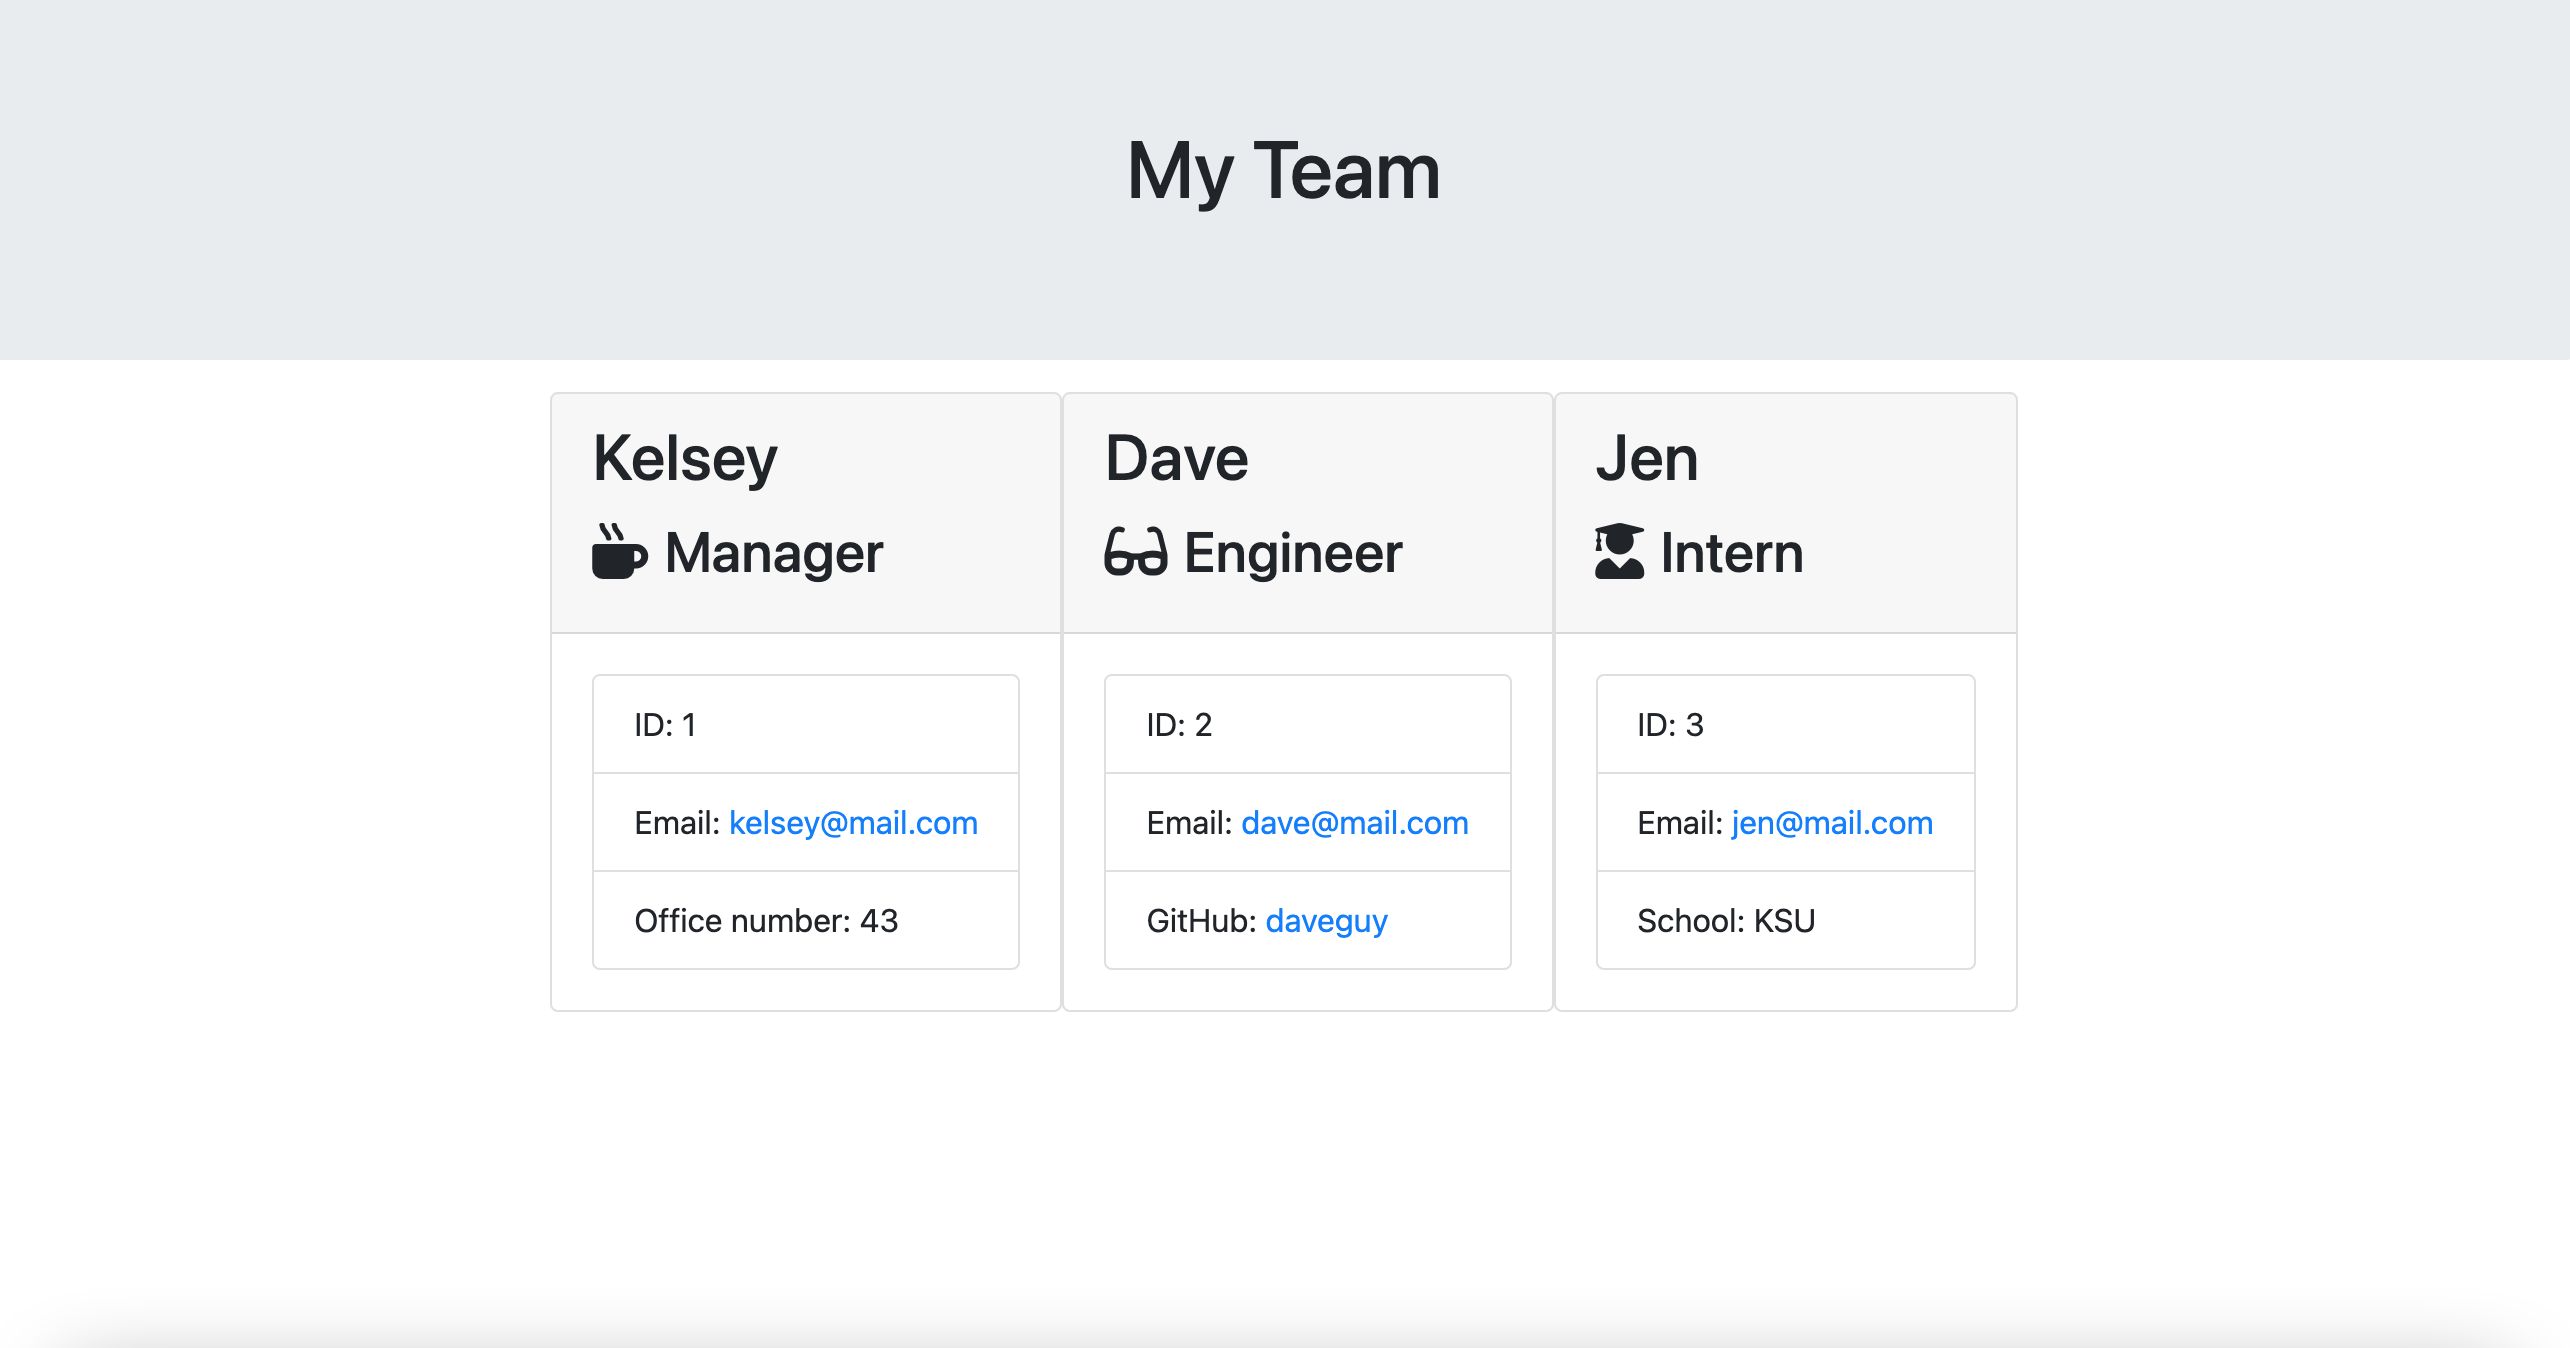 My Team
Kelsey
Manager
ID: 1
Email: kelsey@mail.com
Office number: 43
Dave
Engineer
ID: 2
Email: dave@mail.com
GitHub: daveguy
Jen
Intern
ID: 3
Email: jen@mail.com
School: KSU